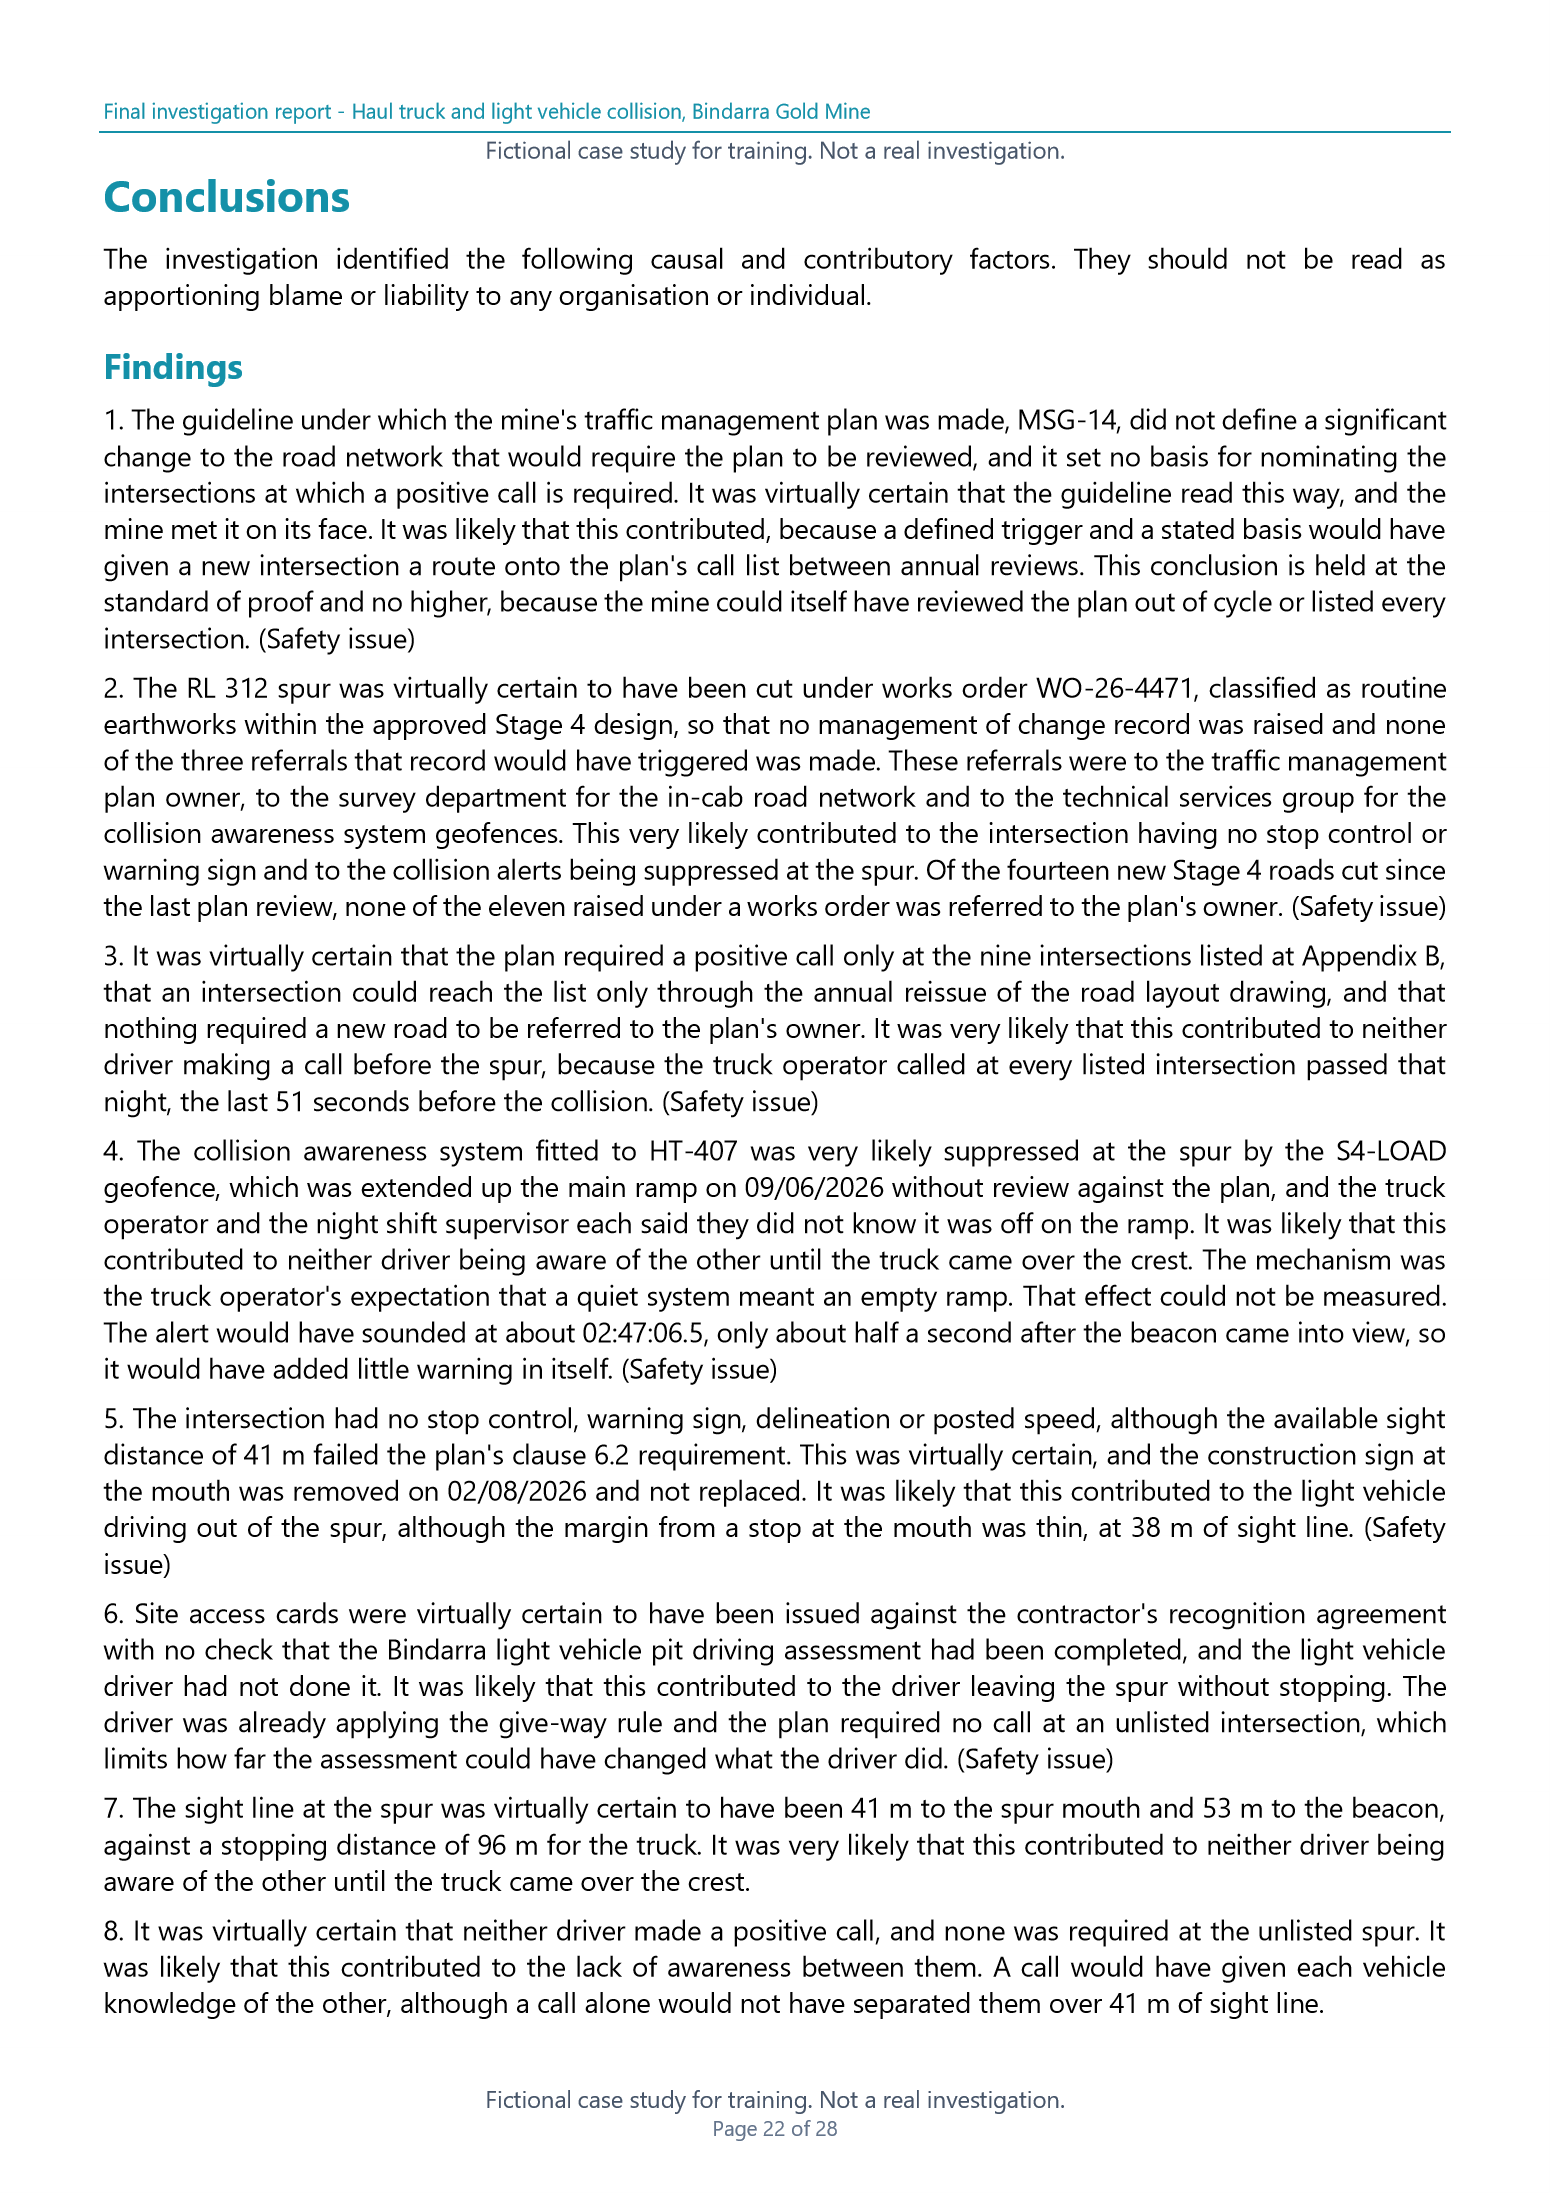 Final investigation report - Haul truck and light vehicle collision, Bindarra Gold Mine
Fictional case study for training. Not a real investigation.
Conclusions
The investigation identified the following causal and contributory factors. They should not be read as
apportioning blame or liability to any organisation or individual.
Findings
1. The guideline under which the mine's traffic management plan was made, MSG-14, did not define a significant
change to the road network that would require the plan to be reviewed, and it set no basis for nominating the
intersections at which a positive call is required. It was virtually certain that the guideline read this way, and the
mine met it on its face. It was likely that this contributed, because a defined trigger and a stated basis would have
given a new intersection a route onto the plan's call list between annual reviews. This conclusion is held at the
standard of proof and no higher, because the mine could itself have reviewed the plan out of cycle or listed every
intersection. (Safety issue)
2. The RL 312 spur was virtually certain to have been cut under works order WO-26-4471, classified as routine
earthworks within the approved Stage 4 design, so that no management of change record was raised and none
of the three referrals that record would have triggered was made. These referrals were to the traffic management
plan owner, to the survey department for the in-cab road network and to the technical services group for the
collision awareness system geofences. This very likely contributed to the intersection having no stop control or
warning sign and to the collision alerts being suppressed at the spur. Of the fourteen new Stage 4 roads cut since
the last plan review, none of the eleven raised under a works order was referred to the plan's owner. (Safety issue)
3. It was virtually certain that the plan required a positive call only at the nine intersections listed at Appendix B,
that an intersection could reach the list only through the annual reissue of the road layout drawing, and that
nothing required a new road to be referred to the plan's owner. It was very likely that this contributed to neither
driver making a call before the spur, because the truck operator called at every listed intersection passed that
night, the last 51 seconds before the collision. (Safety issue)
4. The collision awareness system fitted to HT-407 was very likely suppressed at the spur by the S4-LOAD
geofence, which was extended up the main ramp on 09/06/2026 without review against the plan, and the truck
operator and the night shift supervisor each said they did not know it was off on the ramp. It was likely that this
contributed to neither driver being aware of the other until the truck came over the crest. The mechanism was
the truck operator's expectation that a quiet system meant an empty ramp. That effect could not be measured.
The alert would have sounded at about 02:47:06.5, only about half a second after the beacon came into view, so
it would have added little warning in itself. (Safety issue)
5. The intersection had no stop control, warning sign, delineation or posted speed, although the available sight
distance of 41 m failed the plan's clause 6.2 requirement. This was virtually certain, and the construction sign at
the mouth was removed on 02/08/2026 and not replaced. It was likely that this contributed to the light vehicle
driving out of the spur, although the margin from a stop at the mouth was thin, at 38 m of sight line. (Safety
issue)
6. Site access cards were virtually certain to have been issued against the contractor's recognition agreement
with no check that the Bindarra light vehicle pit driving assessment had been completed, and the light vehicle
driver had not done it. It was likely that this contributed to the driver leaving the spur without stopping. The
driver was already applying the give-way rule and the plan required no call at an unlisted intersection, which
limits how far the assessment could have changed what the driver did. (Safety issue)
7. The sight line at the spur was virtually certain to have been 41 m to the spur mouth and 53 m to the beacon,
against a stopping distance of 96 m for the truck. It was very likely that this contributed to neither driver being
aware of the other until the truck came over the crest.
8. It was virtually certain that neither driver made a positive call, and none was required at the unlisted spur. It
was likely that this contributed to the lack of awareness between them. A call would have given each vehicle
knowledge of the other, although a call alone would not have separated them over 41 m of sight line.
Fictional case study for training. Not a real investigation.
Page 22 of 28